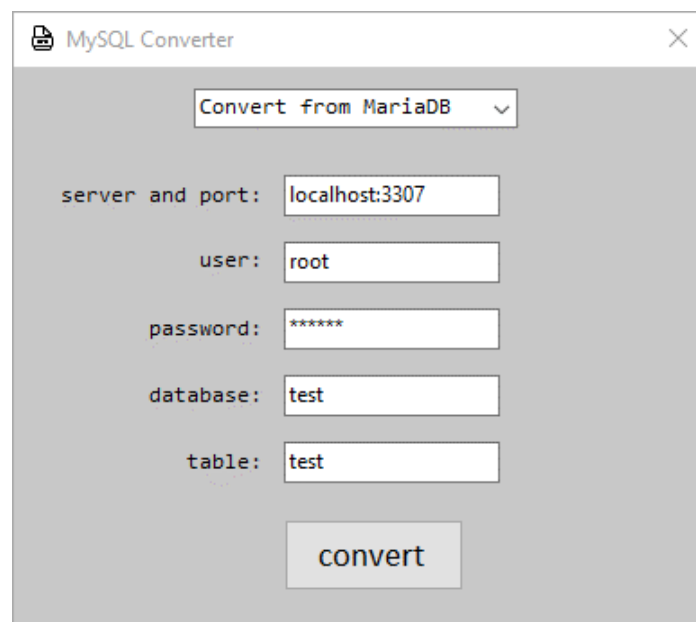 MySQL Converter
Convert from MariaDB
server and port: localhost:3307
user: root
password: ******
database: test
table: test
convert